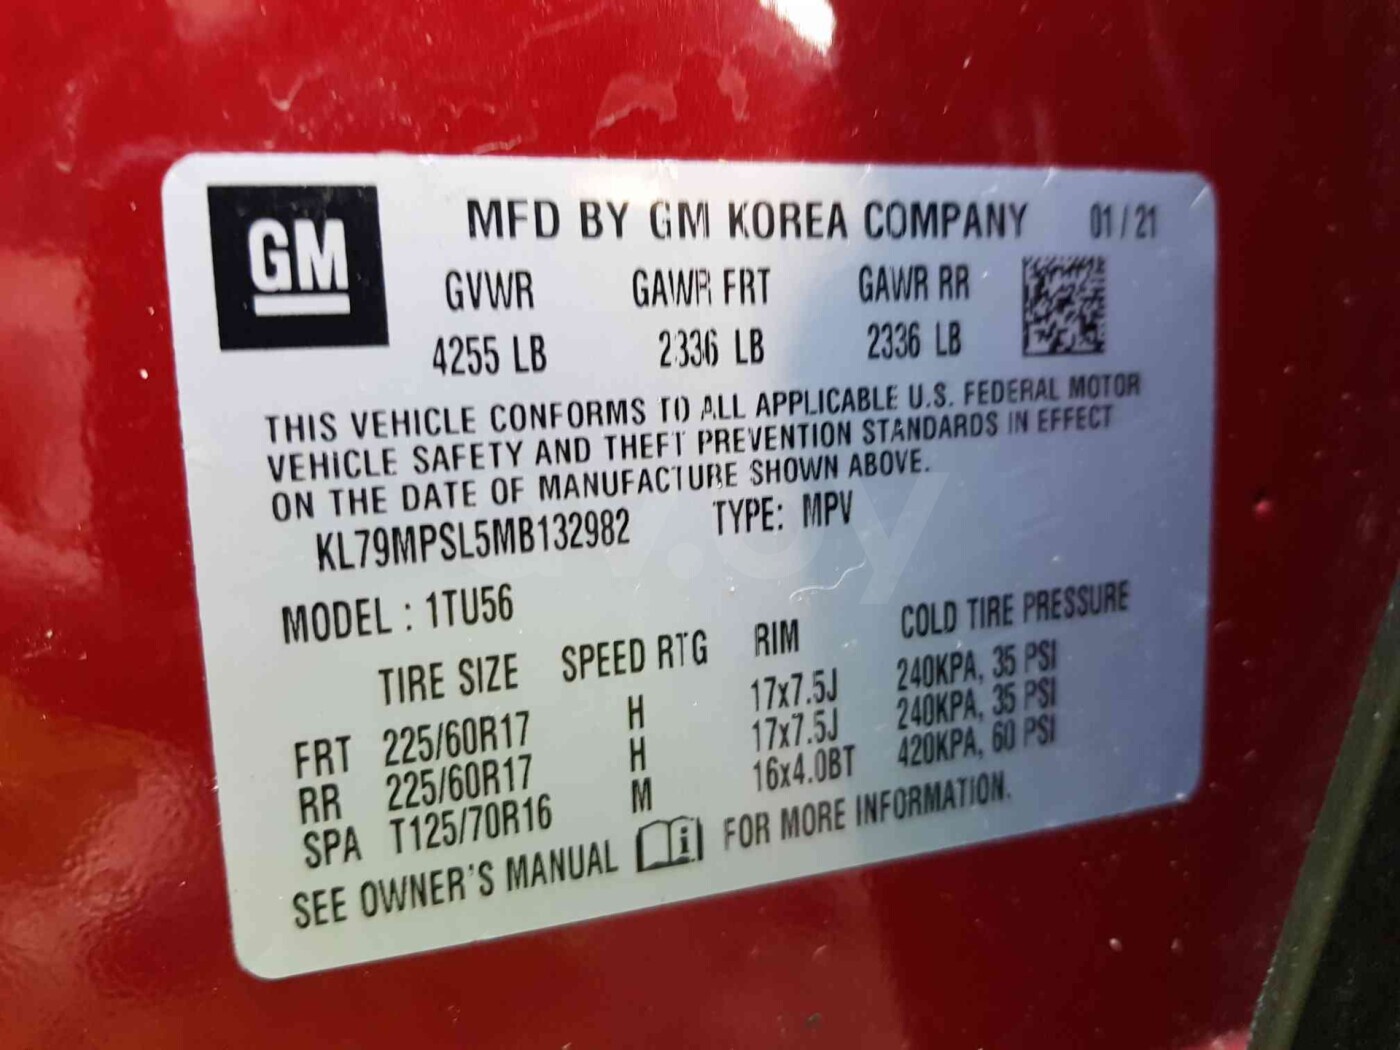 GM
MFD BY GM KOREA COMPANY 01/21
GVWR GAWR FRT GAWR RR
4255 LB 2336 LB 2336 LB
THIS VEHICLE CONFORMS TO ALL APPLICABLE U.S. FEDERAL MOTOR
VEHICLE SAFETY AND THEFT PREVENTION STANDARDS IN EFFECT
ON THE DATE OF MANUFACTURE SHOWN ABOVE.
KL79MPSL5MB132982 TYPE: MPV
MODEL : 1TU56
TIRE SIZE SPEED RTG RIM COLD TIRE PRESSURE
FRT 225/60R17 H 17x7.5J 240KPA, 35 PSI
RR 225/60R17 H 17x7.5J 240KPA, 35 PSI
SPA T125/70R16 M 16x4.0BT 420KPA, 60 PSI
SEE OWNER'S MANUAL i FOR MORE INFORMATION.
av.by